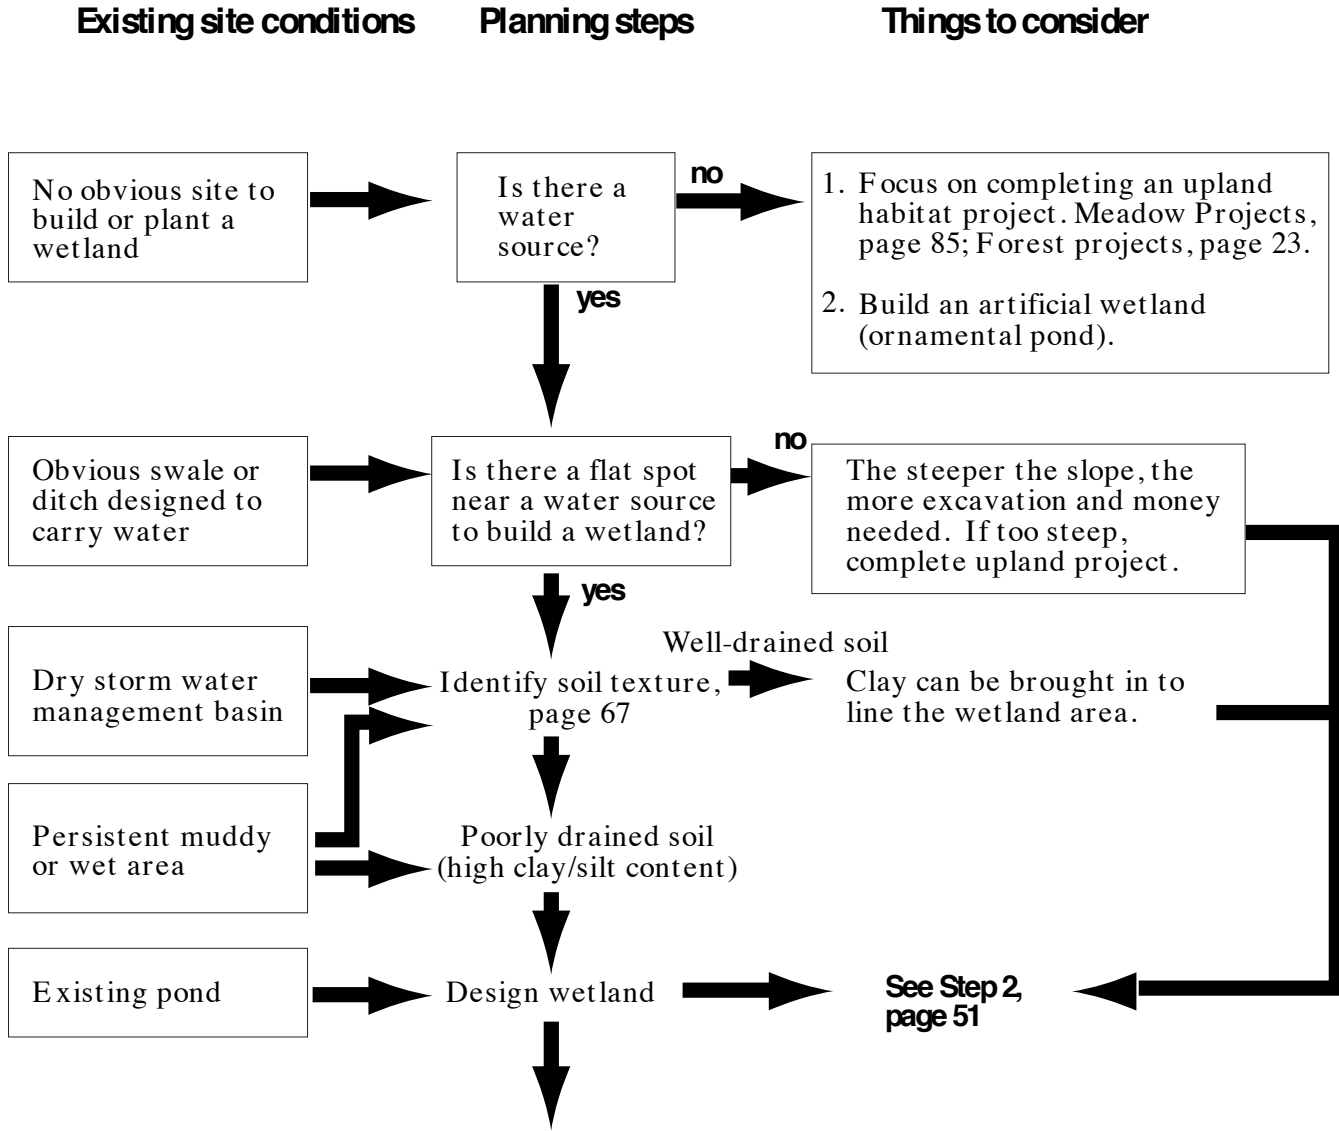 Existing site conditions
Planning steps
Things to consider
No obvious site to
build or plant a
wetland
Is there a
water
source?
no
1. Focus on completing an upland
habitat project. Meadow Projects,
page 85; Forest projects, page 23.
2. Build an artificial wetland
(ornamental pond).
yes
Obvious swale or
ditch designed to
carry water
Is there a flat spot
near a water source
to build a wetland?
no
The steeper the slope, the
more excavation and money
needed. If too steep,
complete upland project.
yes
Dry storm water
management basin
Identify soil texture,
page 67
Well-drained soil
Clay can be brought in to
line the wetland area.
Persistent muddy
or wet area
Poorly drained soil
(high clay/silt content)
Existing pond
Design wetland
See Step 2,
page 51